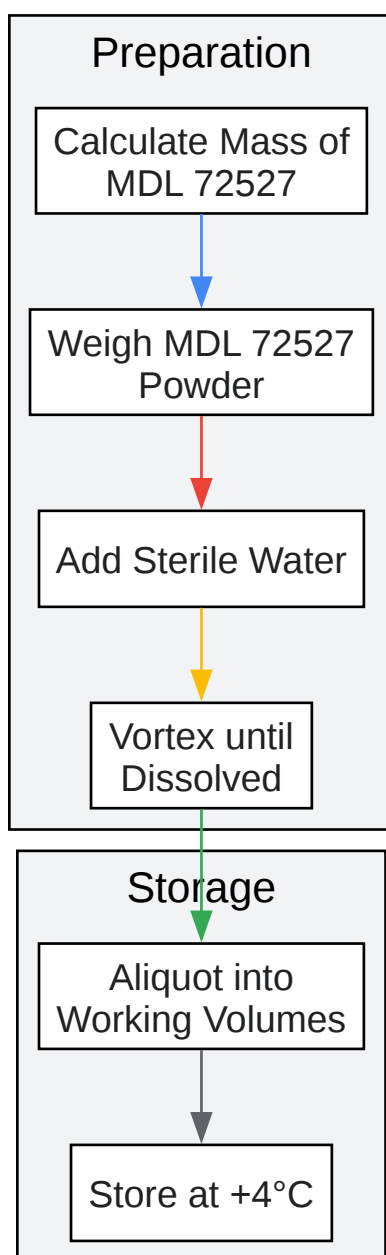 Preparation
Calculate Mass of
MDL 72527
Weigh MDL 72527
Powder
Add Sterile Water
Vortex until
Dissolved
Storage
Aliquot into
Working Volumes
Store at +4°C